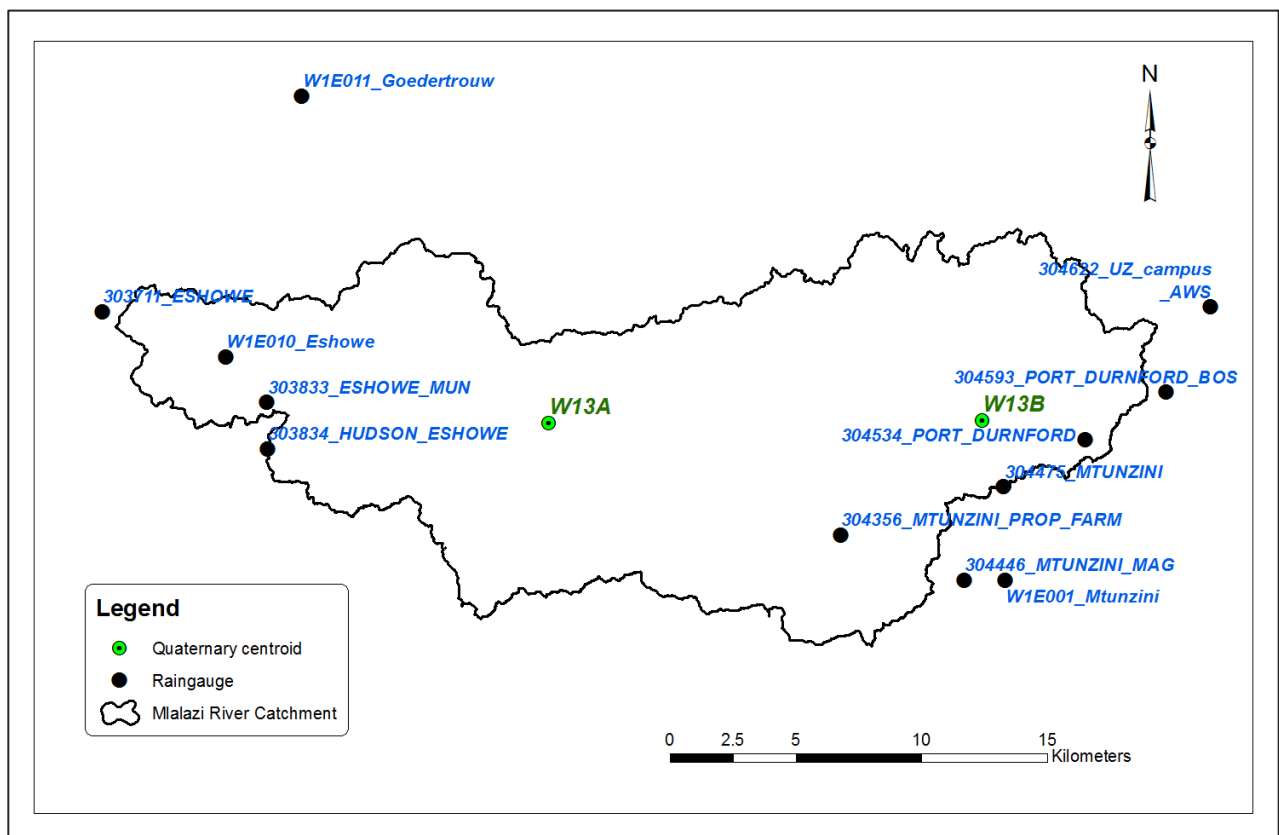 W1E011_Goedertrouw
N
304622_UZ_campus
_AWS
303711_ESHOWE
W1E010_Eshowe
303833_ESHOWE_MUN
304593_PORT_DURNFORD_BOS
W13A
W13B
303834_HUDSON_ESHOWE
304534_PORT_DURNFORD
304475_MTUNZINI
304356_MTUNZINI_PROP_FARM
304446_MTUNZINI_MAG
W1E001_Mtunzini
Legend
Quaternary centroid
Raingauge
Mlalazi River Catchment
0 2.5 5 10 15
Kilometers